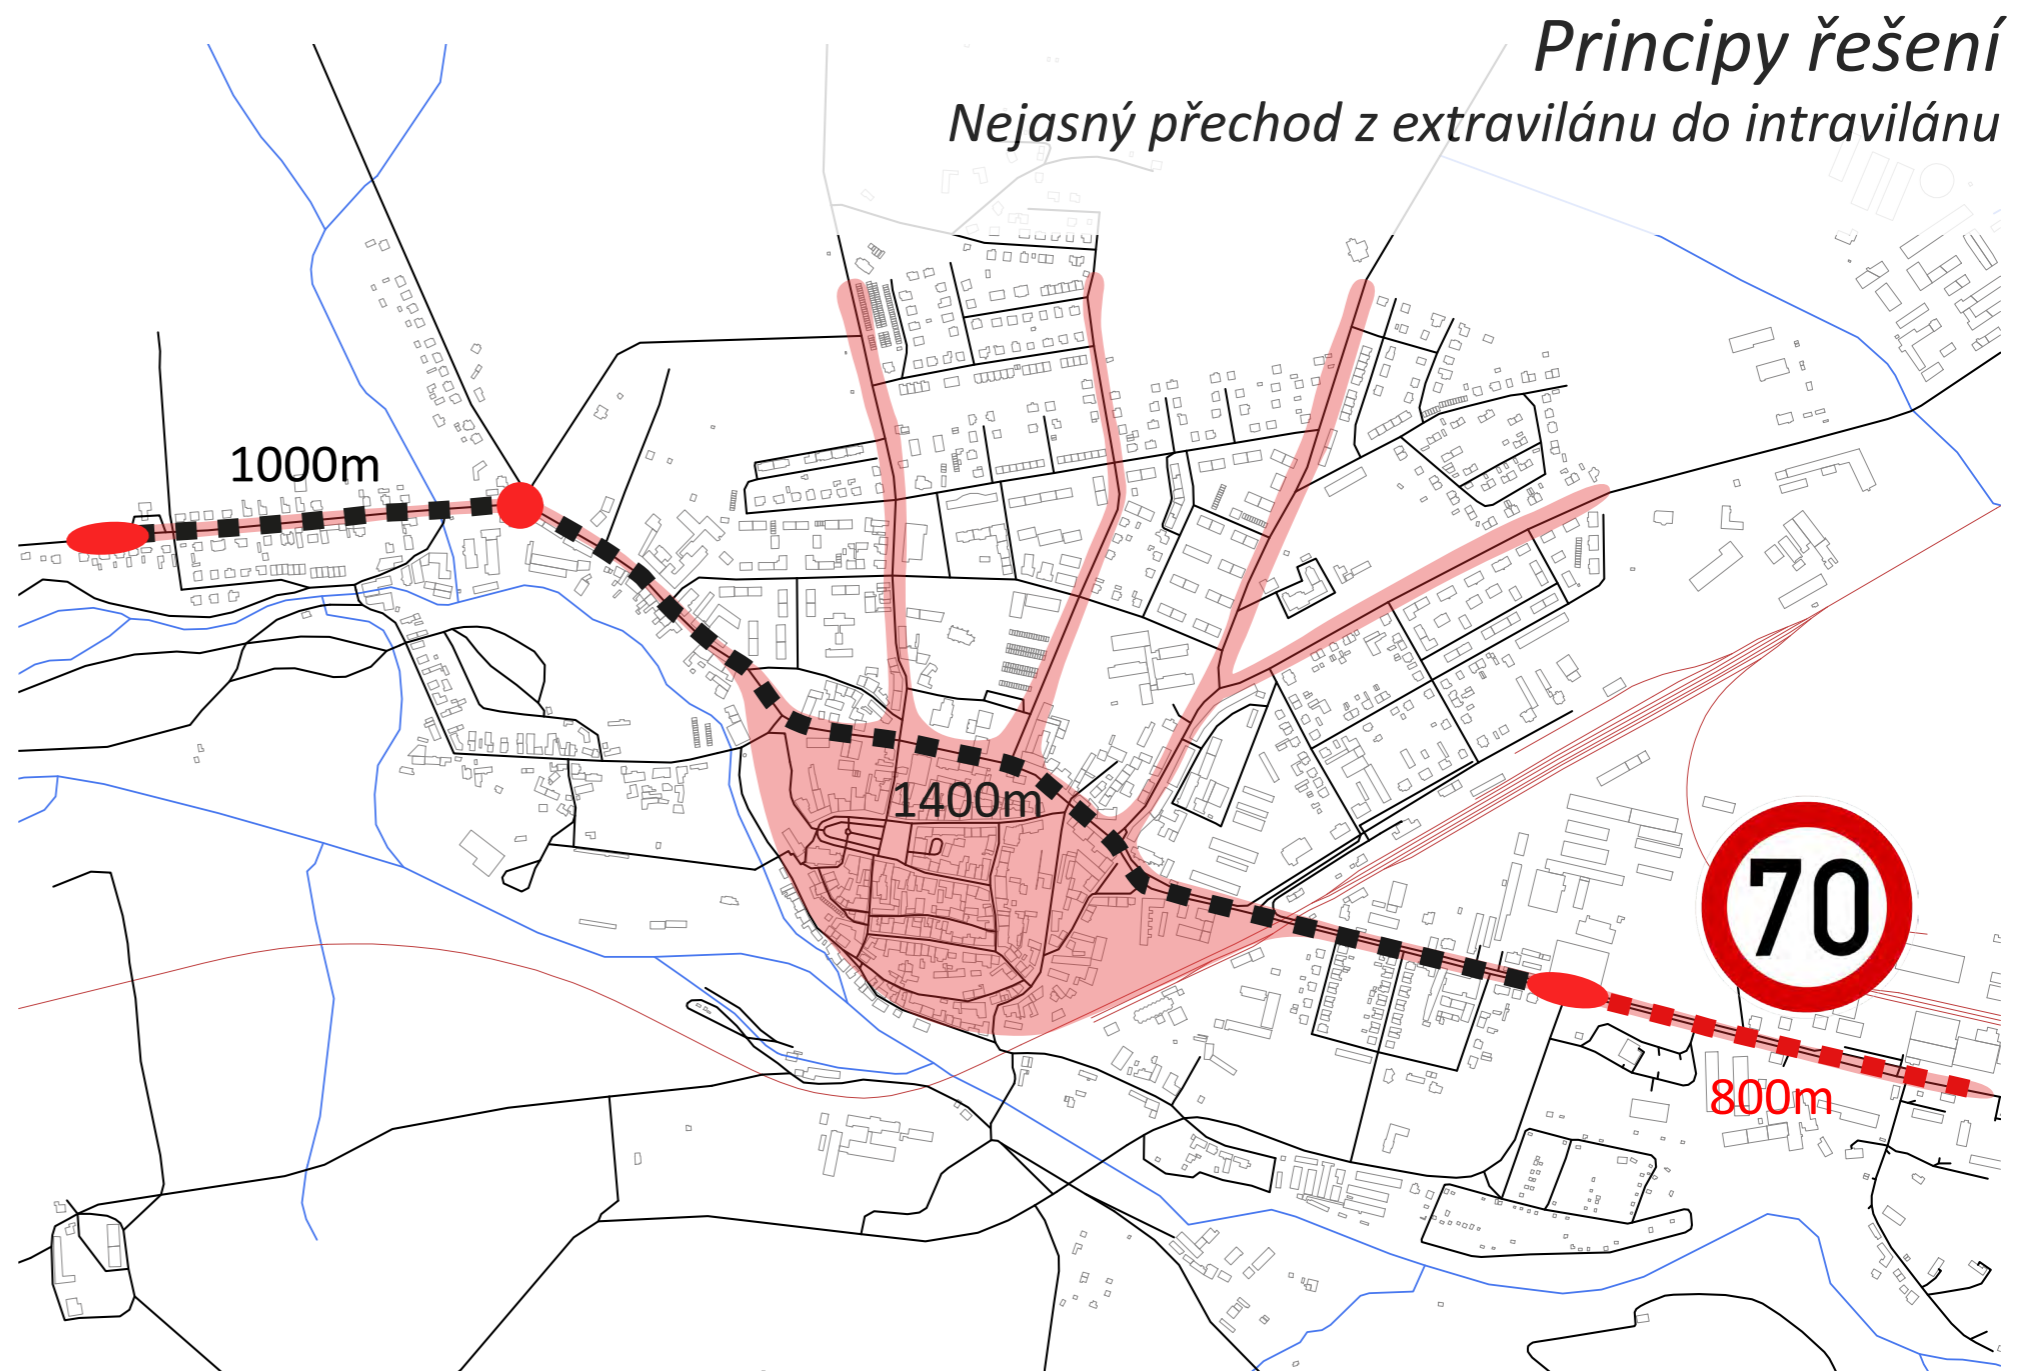 Principy řešení
Nejasný přechod z extravilánu do intravilánu
1000m
1400m
70
800m